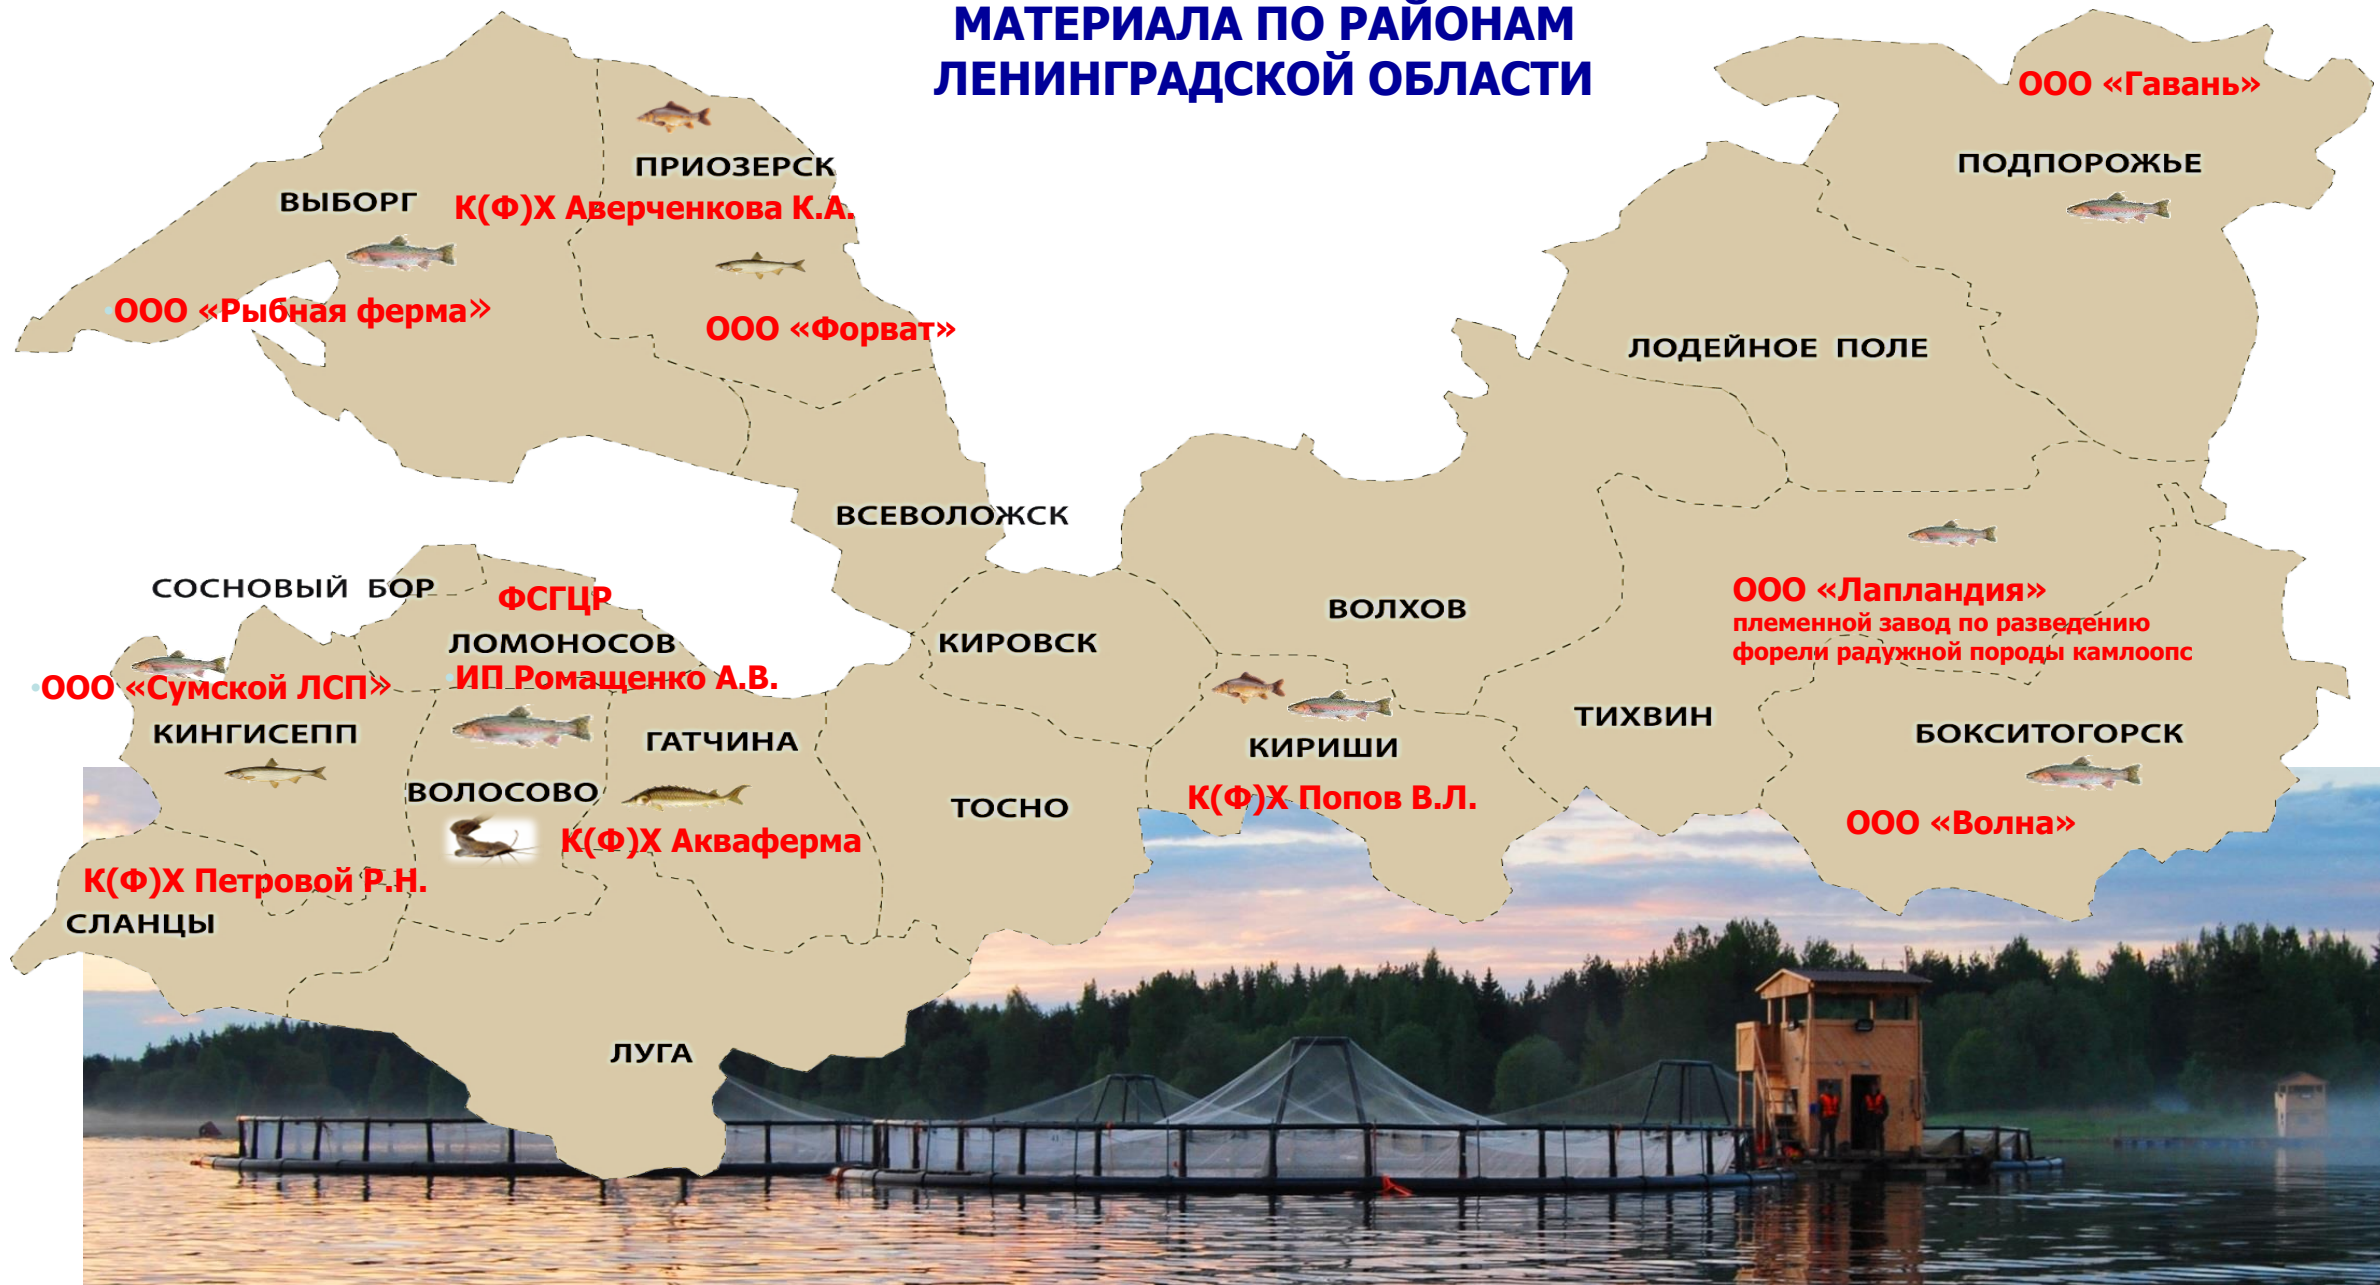 МАТЕРИАЛА ПО РАЙОНАМ
ЛЕНИНГРАДСКОЙ ОБЛАСТИ
ООО «Гавань»
ПОДПОРОЖЬЕ
ПРИОЗЕРСК
ВЫБОРГ
К(Ф)Х Аверченкова К.А.
•ООО «Рыбная ферма»
ООО «Форват»
ЛОДЕЙНОЕ ПОЛЕ
ВСЕВОЛОЖСК
СОСНОВЫЙ БОР
ФСГЦР
ЛОМОНОСОВ
•ИП Ромащенко А.В.
•ООО «Сумской ЛСП»
КИНГИСЕПП
КИРОВСК
ВОЛХОВ
ООО «Лапландия»
племенной завод по разведению
форели радужной породы камлоопс
ТИХВИН
БОКСИТОГОРСК
ООО «Волна»
КИРИШИ
К(Ф)Х Попов В.Л.
ГАТЧИНА
ВОЛОСОВО
К(Ф)Х Акваферма
ТОСНО
К(Ф)Х Петровой Р.Н.
СЛАНЦЫ
ЛУГА